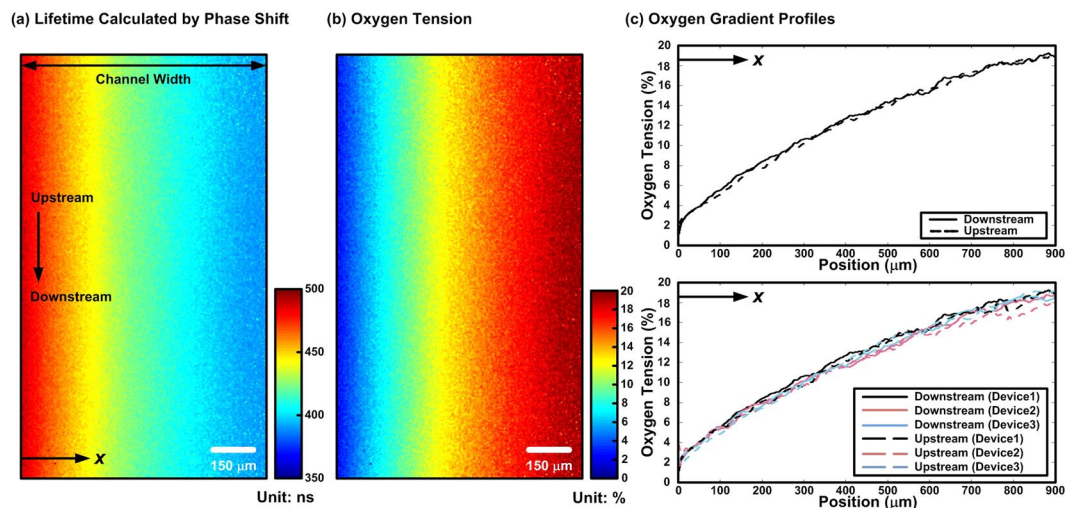 (a) Lifetime Calculated by Phase Shift
Channel Width
Upstream
Downstream
x
150 μm
500
450
400
350
Unit: ns
(b) Oxygen Tension
150 μm
20
18
16
14
12
10
8
6
4
2
0
Unit: %
(c) Oxygen Gradient Profiles
Oxygen Tension (%)
20
18
16
14
12
10
8
6
4
2
0
x
Downstream
Upstream
0 100 200 300 400 500 600 700 800 900
Position (μm)
Oxygen Tension (%)
20
18
16
14
12
10
8
6
4
2
0
x
Downstream (Device1)
Downstream (Device2)
Downstream (Device3)
Upstream (Device1)
Upstream (Device2)
Upstream (Device3)
0 100 200 300 400 500 600 700 800 900
Position (μm)